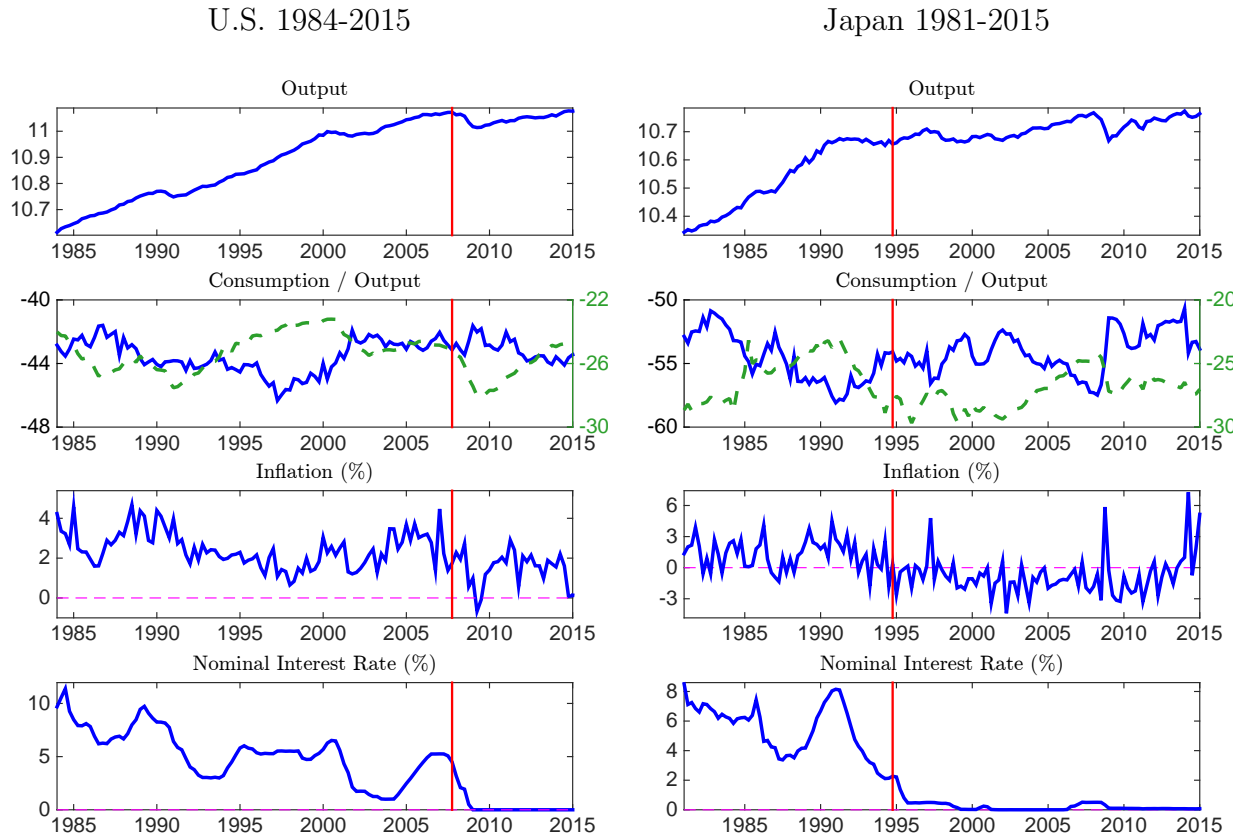 U.S. 1984-2015
Output
11
10.9
10.8
10.7
1985 1990 1995 2000 2005 2010 2015
Consumption / Output
-40 -22
-44 -26
-48 -30
1985 1990 1995 2000 2005 2010 2015
Inflation (%)
4
2
0
1985 1990 1995 2000 2005 2010 2015
Nominal Interest Rate (%)
10
5
0
1985 1990 1995 2000 2005 2010 2015
Japan 1981-2015
Output
10.7
10.6
10.5
10.4
1985 1990 1995 2000 2005 2010 2015
Consumption / Output
-50 -20
-55 -25
-60 -30
1985 1990 1995 2000 2005 2010 2015
Inflation (%)
6
3
0
-3
1985 1990 1995 2000 2005 2010 2015
Nominal Interest Rate (%)
8
6
4
2
0
1985 1990 1995 2000 2005 2010 2015